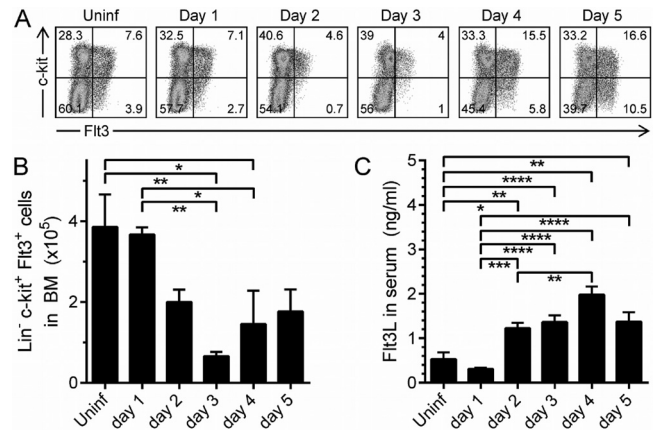 A
Uninf Day 1 Day 2 Day 3 Day 4 Day 5
28.3 7.6 32.5 7.1 40.6 4.6 39 4 33.3 15.5 33.2 16.6
c-kit
60.1 3.9 57.7 2.7 54.1 0.7 56 1 45.4 5.8 39.7 10.5
Flt3
B
Lin⁻ c-kit⁺ Flt3⁺ cells
in BM (x10⁵)
4
2
0
*
**
*
**
Uninf day 1 day 2 day 3 day 4 day 5
C
Flt3L in serum (ng/ml)
5
4
3
2
1
0
**
****
**
*
****
****
****
*** **
Uninf day 1 day 2 day 3 day 4 day 5